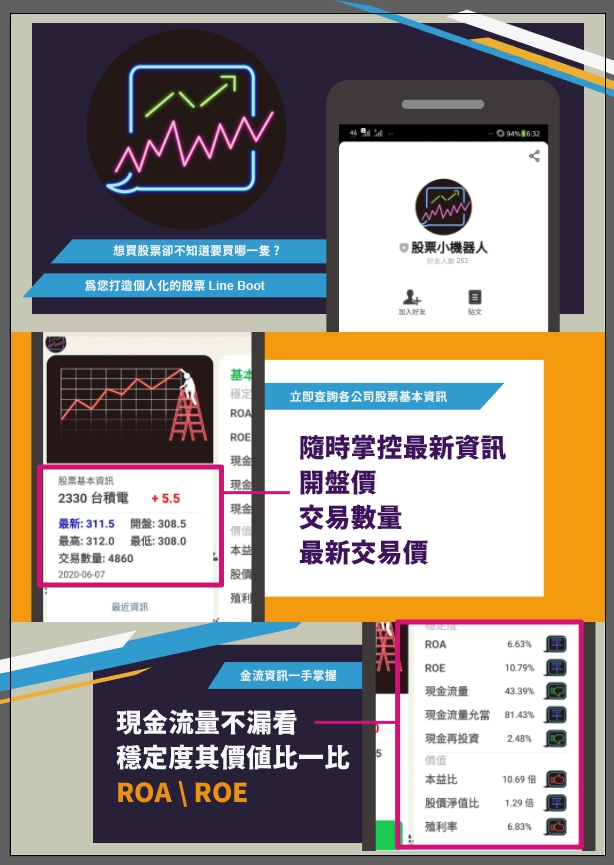 94% 6:32
股票小機器人
好友人數 253
加入好友
貼文
想買股票卻不知道要買哪一隻？
為您打造個人化的股票 Line Boot
立即查詢各公司股票基本資訊
隨時掌控最新資訊
開盤價
交易數量
最新交易價
股票基本資訊
2330 台積電 + 5.5
最新: 311.5 開盤: 308.5
最高: 312.0 最低: 308.0
交易數量: 4860
2020-06-07
最近資訊
基本
穩定
ROA
ROE
現金
現金
現金
價值
本益
股價
殖利
金流資訊一手掌握
現金流量不漏看
穩定度其價值比一比
ROA \ ROE
穩定度
ROA 6.63%
ROE 10.79%
現金流量 43.39%
現金流量允當 81.43%
現金再投資 2.48%
價值
本益比 10.69 倍
股價淨值比 1.29 倍
殖利率 6.83%